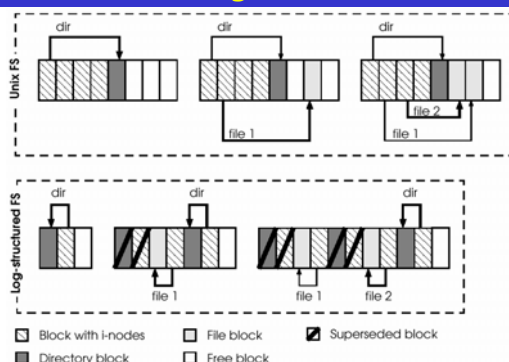 dir
dir
dir
Unix FS
file 1
file 2
file 1
dir
dir
dir
Log-structured FS
file 1
file 1
file 2
Block with i-nodes
File block
Superseded block
Directory block
Free block